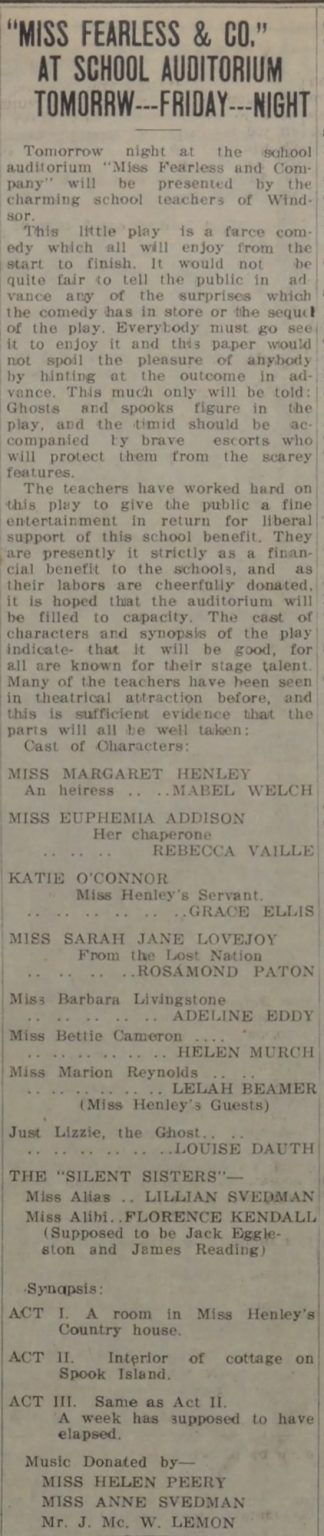 "MISS FEARLESS & CO."
AT SCHOOL AUDITORIUM
TOMORRW---FRIDAY---NIGHT
Tomorrow night at the school
auditorium "Miss Fearless and Com-
pany" will be presented by the
charming school teachers of Wind-
sor.
This little play is a farce com-
edy which all will enjoy from the
start to finish. It would not be
quite fair to tell the public in ad
vance any of the surprises which
the comedy has in store or the sequel
of the play. Everybody must go see
it to enjoy it and this paper would
not spoil the pleasure of anybody
by hinting at the outcome in ad-
vance. This much only will be told:
Ghosts and spooks figure in the
play, and the timid should be ac-
companied by brave escorts who
will protect them from the scarey
features.
The teachers have worked hard on
this play to give the public a fine
entertainment in return for liberal
support of this school benefit. They
are presently it strictly as a finan-
cial benefit to the schools, and as
their labors are cheerfully donated,
it is hoped that the auditorium will
be filled to capacity. The cast of
characters and synopsis of the play
indicate- that it will be good, for
all are known for their stage talent.
Many of the teachers have been seen
in theatrical attraction before, and
this is sufficient evidence that the
parts will all be well taken:
Cast of Characters:
MISS MARGARET HENLEY
An heiress .. ..MABEL WELCH
MISS EUPHEMIA ADDISON
Her chaperone
.. .. .. REBECCA VAILLE
KATIE O'CONNOR
Miss Henley's Servant.
.. .. .. .. .. ..GRACE ELLIS
MISS SARAH JANE LOVEJOY
From the Lost Nation
.. .. .. ..ROSAMOND PATON
Miss Barbara Livingstone
.. .. .. .. .. ADELINE EDDY
Miss Bettie Cameron ....
.. .. .. .. .. .. HELEN MURCH
Miss Marion Reynolds .. ..
.. .. .. .. .. .. LELAH BEAMER
(Miss Henley's Guests)
Just Lizzie, the Ghost.. ..
.. .. .. .. .. ..LOUISE DAUTH
THE "SILENT SISTERS"—
Miss Alias .. LILLIAN SVEDMAN
Miss Alibi..FLORENCE KENDALL
(Supposed to be Jack Eggle-
ston and James Reading)
Synopsis:
ACT I. A room in Miss Henley's
Country house.
ACT II. Interior of cottage on
Spook Island.
ACT III. Same as Act II.
A week has supposed to have
elapsed.
Music Donated by—
MISS HELEN PEERY
MISS ANNE SVEDMAN
Mr. J. Mc. W. LEMON